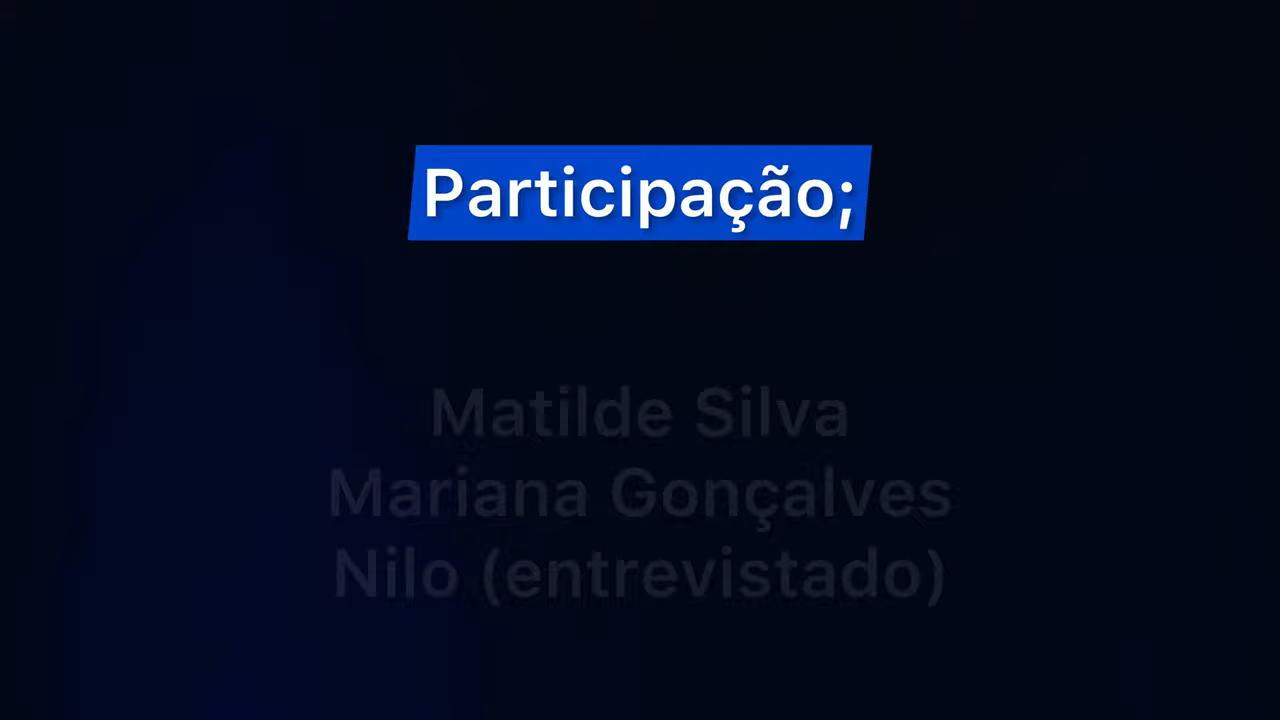 Participação;
Matilde Silva
Mariana Gonçalves
Nilo (entrevistado)